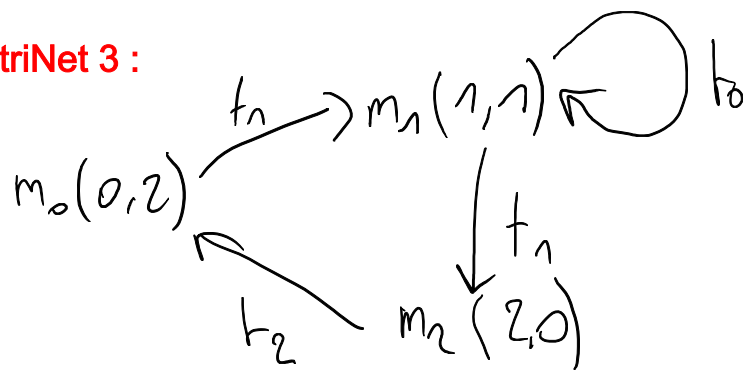 triNet 3 :
t₁
m₁(1,1)
t₀
m₀(0,2)
t₁
t₂
m₂(2,0)